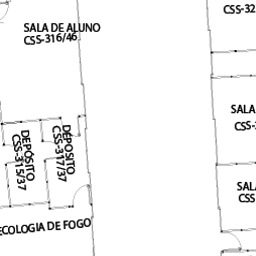 SALA DE ALUNO
CSS-316/46
CSS-32
SALA
CSS-
DEPÓSITO
CSS-317/37
DEPÓSITO
CSS-315/37
SALA
CSS
ECOLOGIA DE FOGO